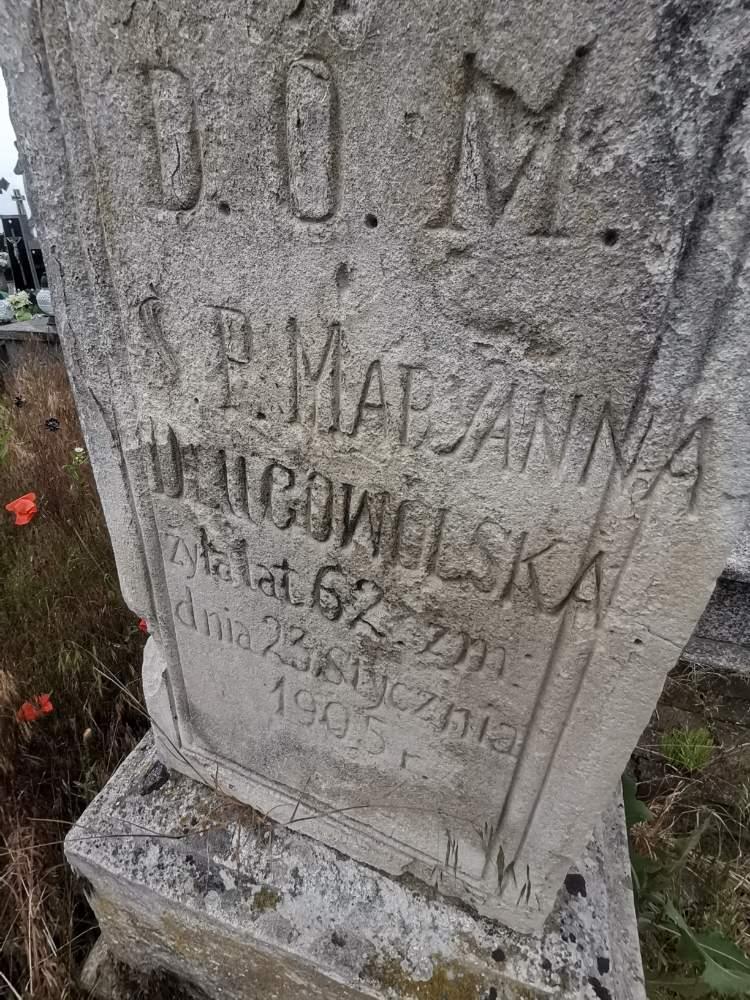 D. O. M.
Ś. P. MARJANNA
DŁUGOWOLSKA
żyła lat 62. zm.
dnia 23 stycznia
1905 r.